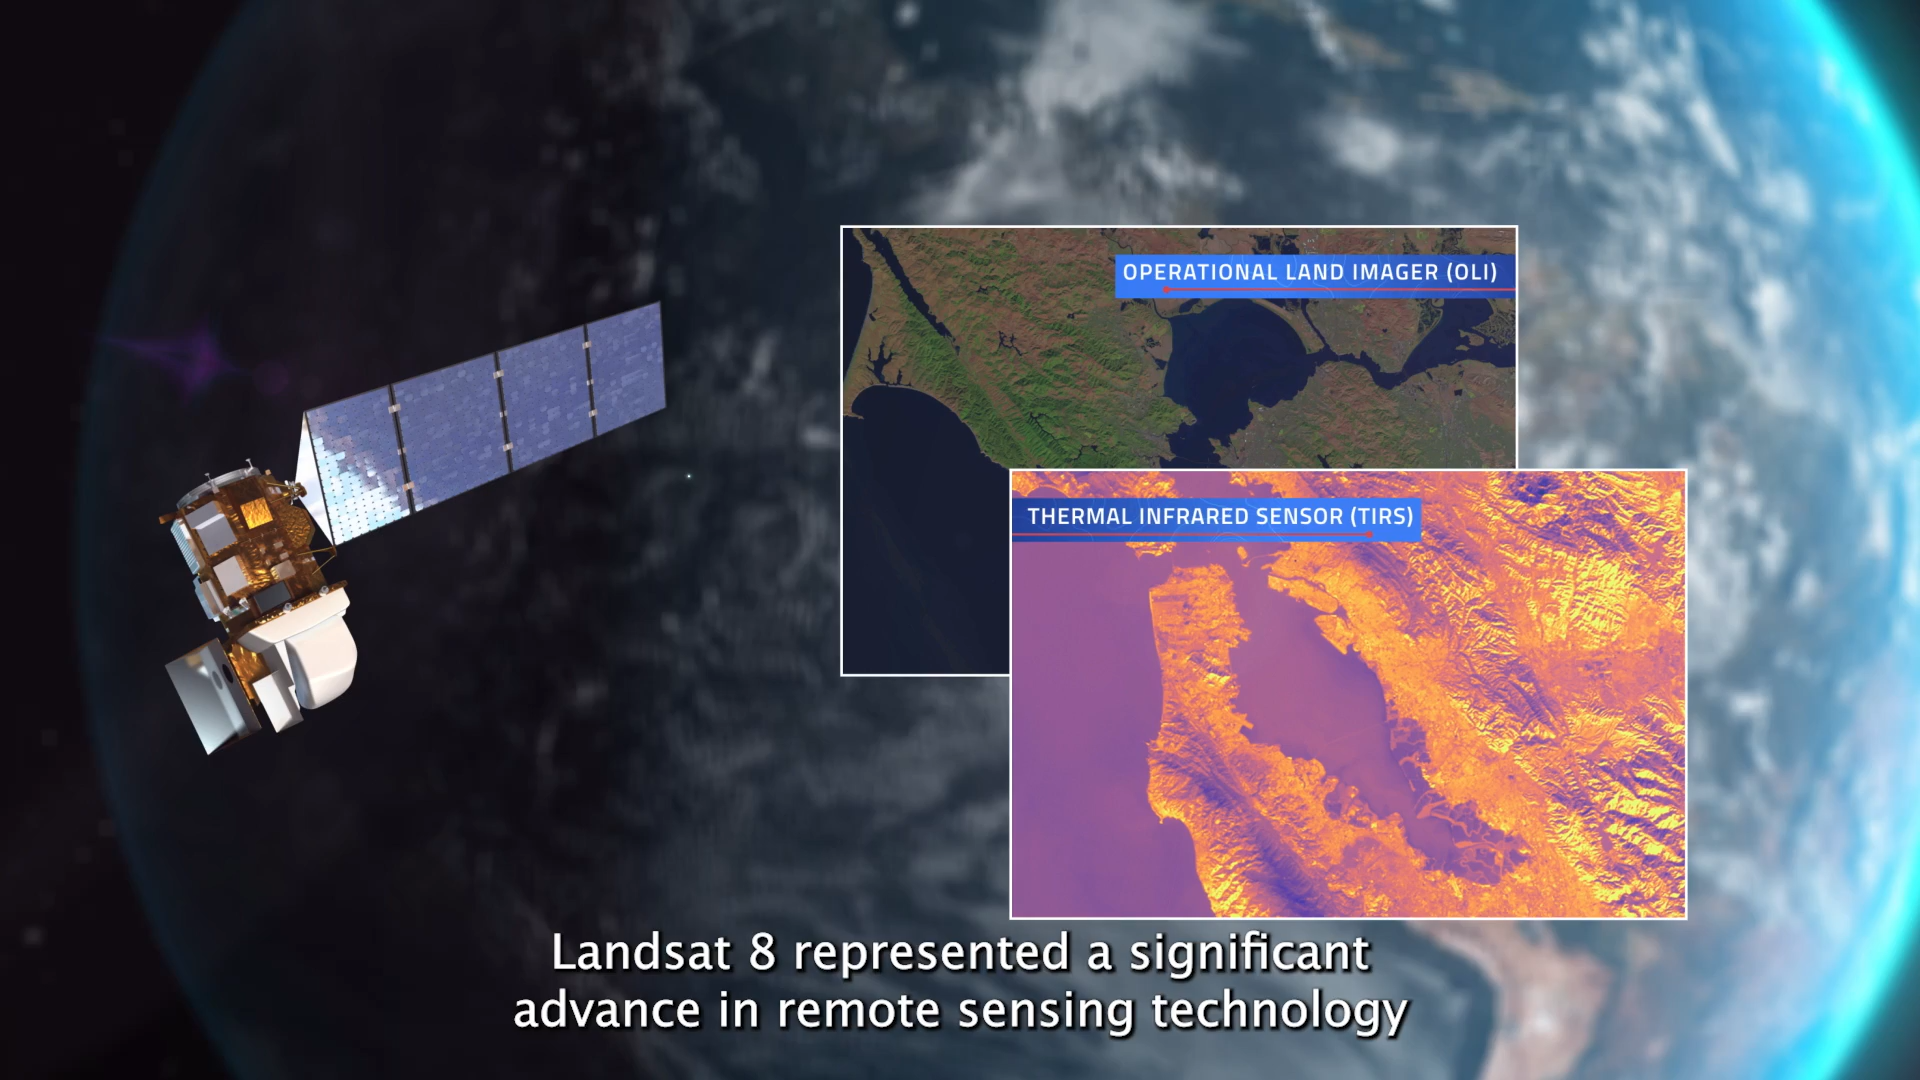 OPERATIONAL LAND IMAGER (OLI)
THERMAL INFRARED SENSOR (TIRS)
Landsat 8 represented a significant
advance in remote sensing technology